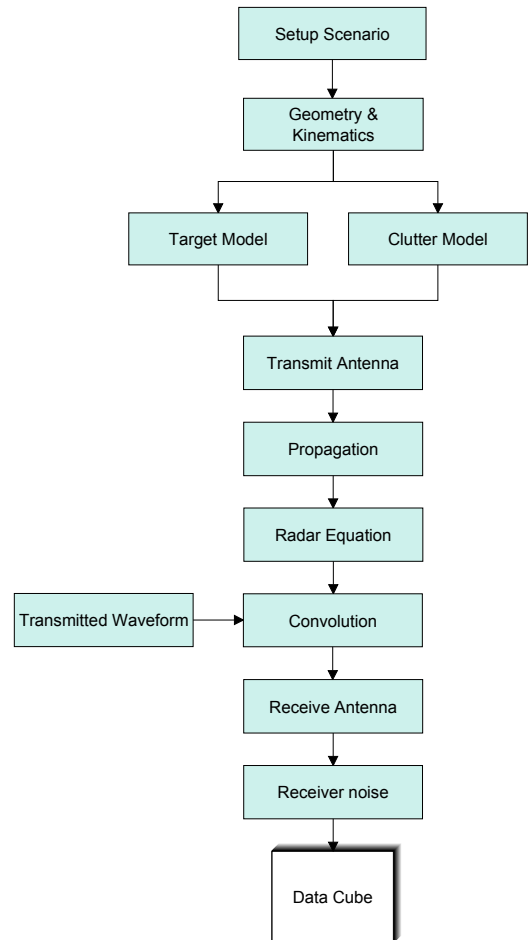 Setup Scenario
Geometry &
Kinematics
Target Model
Clutter Model
Transmit Antenna
Propagation
Radar Equation
Transmitted Waveform
Convolution
Receive Antenna
Receiver noise
Data Cube